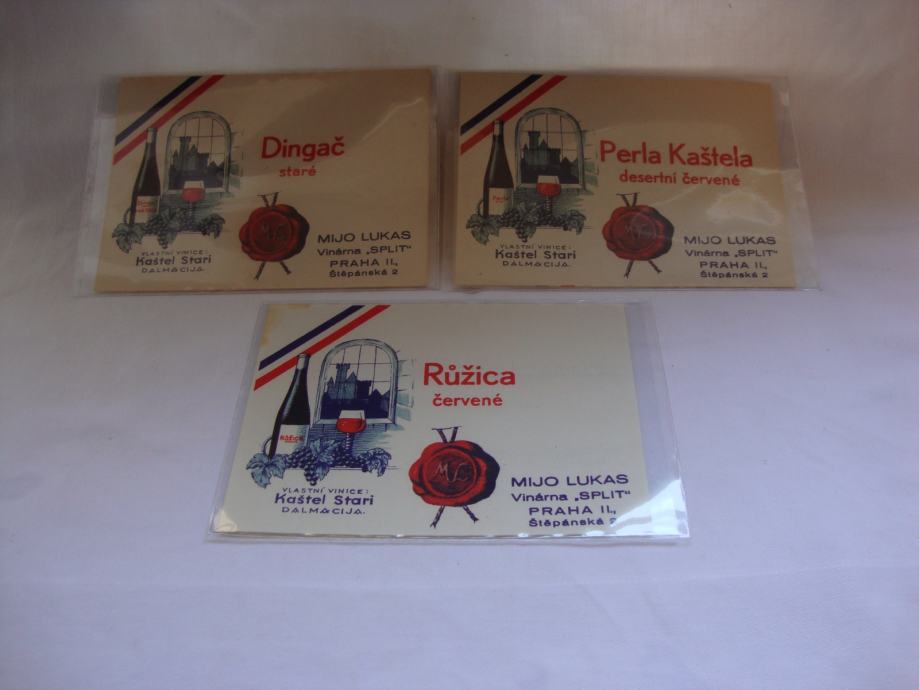 Dingač
staré
VLASTNÍ VINICE:
Kaštel Stari
DALMACIJA.
MIJO LUKAS
Vinárna „SPLIT“
PRAHA II.,
Štěpánská 2
Perla Kaštela
desertní červené
VLASTNÍ VINICE:
Kaštel Stari
DALMACIJA.
MIJO LUKAS
Vinárna „SPLIT“
PRAHA II.,
Štěpánská 2
Růžica
červené
VLASTNÍ VINICE:
Kaštel Stari
DALMACIJA.
ML
MIJO LUKAS
Vinárna „SPLIT“
PRAHA II.,
Štěpánská 2